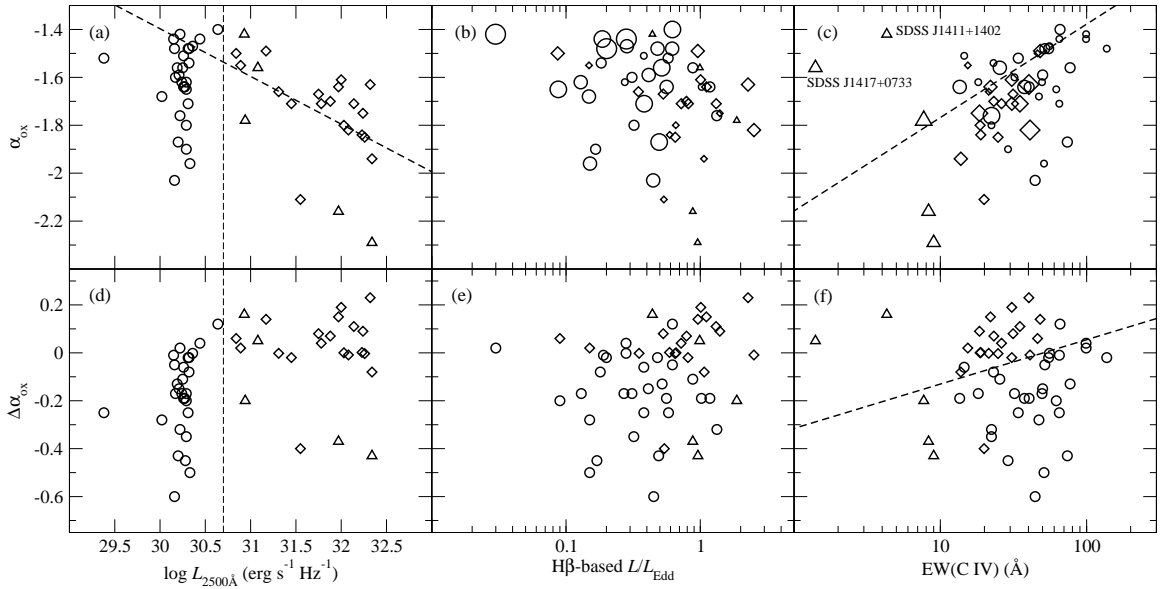 -1.4
-1.6
-1.8
-2
-2.2
α_ox
(a)
(b)
(c)
SDSS J1411+1402
SDSS J1417+0733
0.2
0
-0.2
-0.4
-0.6
Δα_ox
(d)
(e)
(f)
29.5 30 30.5 31 31.5 32 32.5
0.1 1
10 100
log L_2500Å (erg s⁻¹ Hz⁻¹)
Hβ-based L/L_Edd
EW(C IV) (Å)